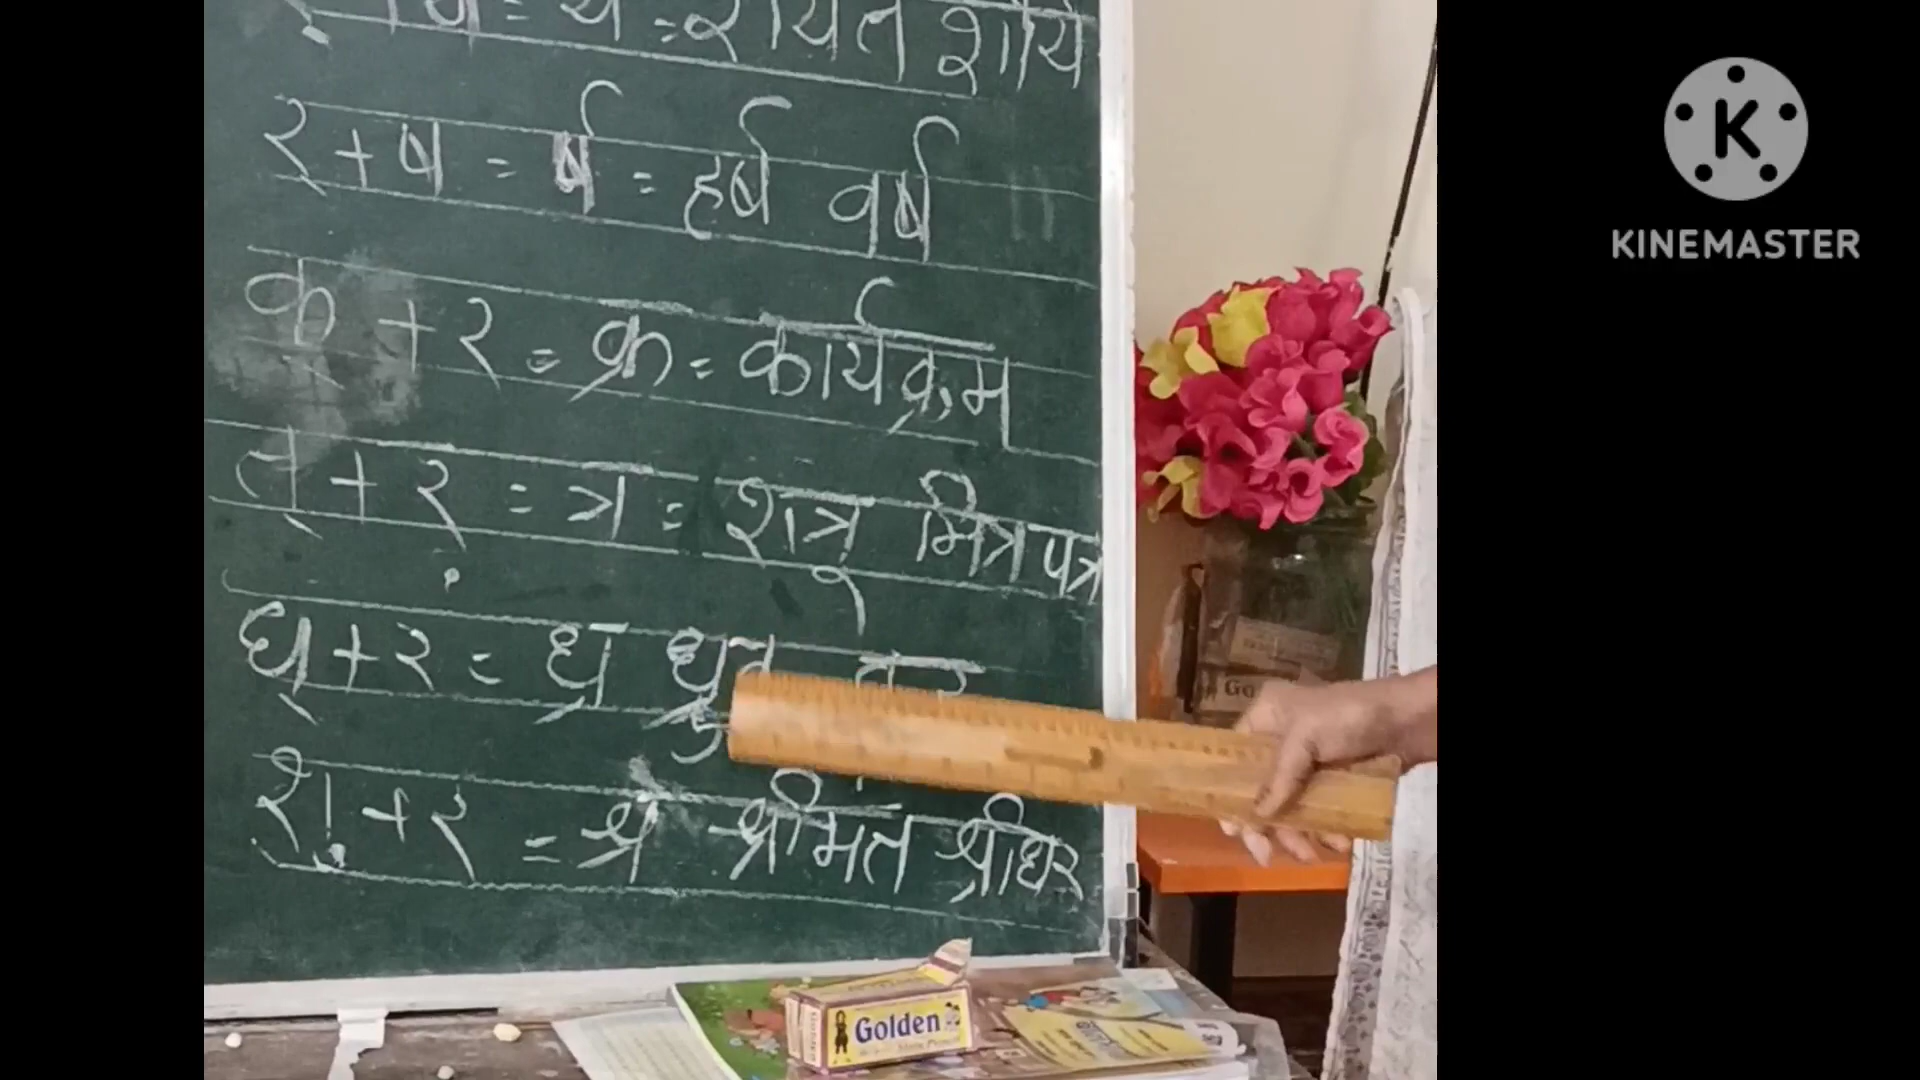 र्य = शौर्य
र् + ष = र्ष = हर्ष वर्ष
क + र = क्र = कार्यक्रम
त् + र = त्र = शत्रू मित्र पत्र
ध् + र = ध्र ध्रुव
श् + र = श्र श्रीमंत श्रीधर
Golden
KINEMASTER